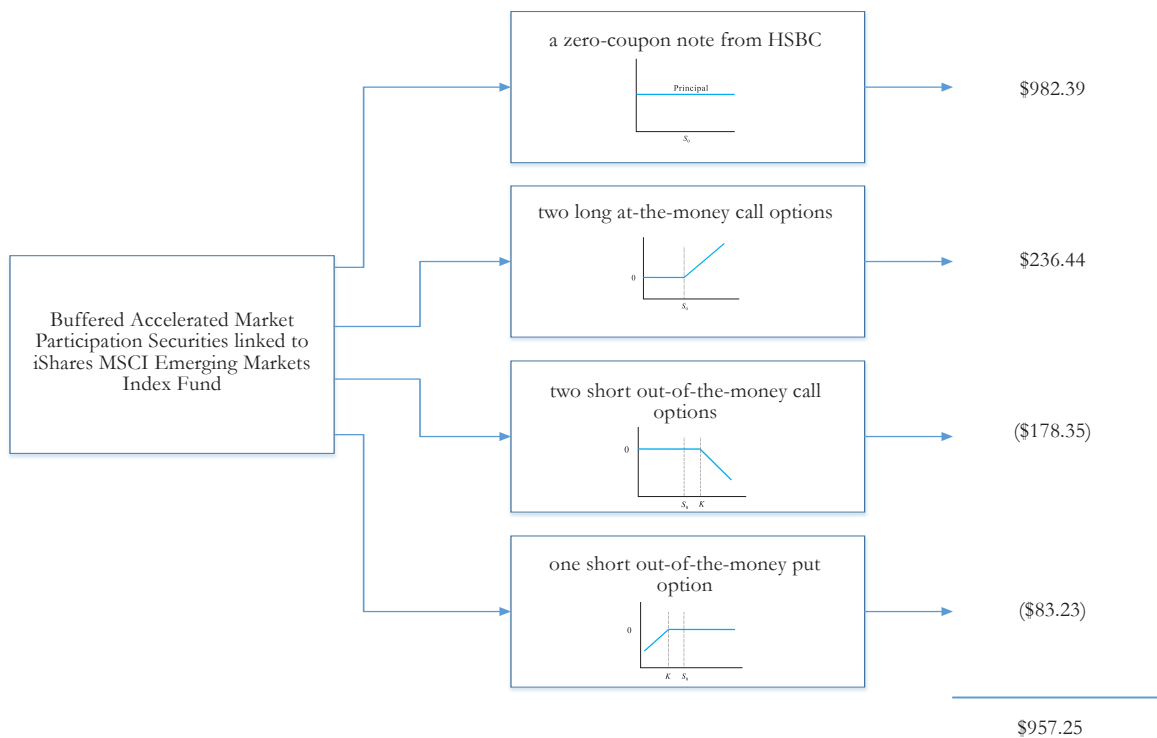 Buffered Accelerated Market
Participation Securities linked to
iShares MSCI Emerging Markets
Index Fund
a zero-coupon note from HSBC
Principal
S₀
$982.39
two long at-the-money call options
0
S₀
$236.44
two short out-of-the-money call
options
0
S₀ K
($178.35)
one short out-of-the-money put
option
0
K S₀
($83.23)
$957.25